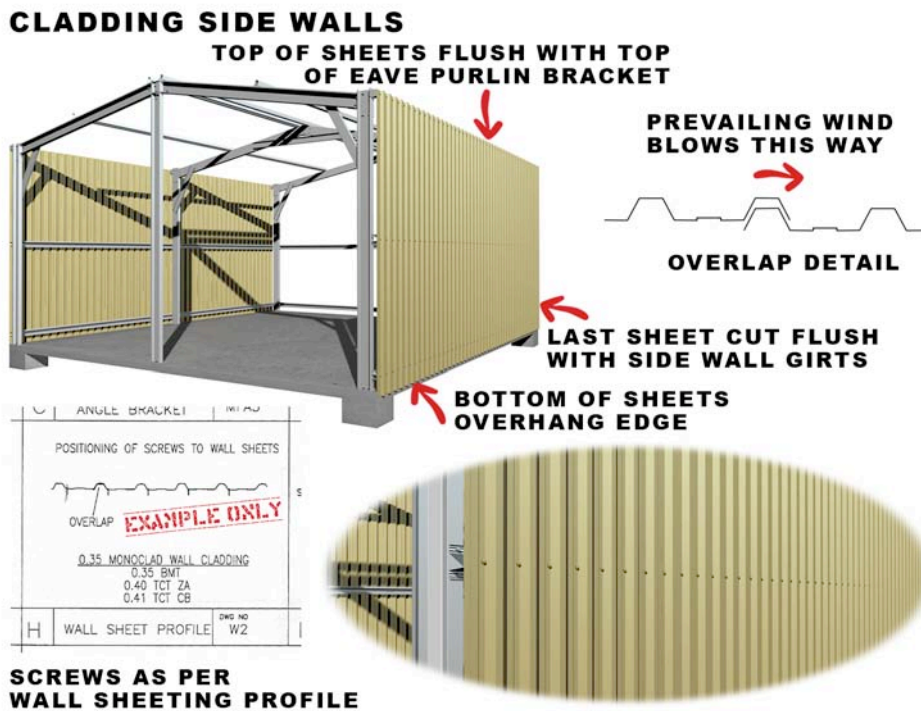 CLADDING SIDE WALLS
TOP OF SHEETS FLUSH WITH TOP
OF EAVE PURLIN BRACKET
PREVAILING WIND
BLOWS THIS WAY
OVERLAP DETAIL
LAST SHEET CUT FLUSH
WITH SIDE WALL GIRTS
BOTTOM OF SHEETS
OVERHANG EDGE
ANGLE BRACKET
POSITIONING OF SCREWS TO WALL SHEETS
OVERLAP
EXAMPLE ONLY
0.35 MONOCLAD WALL CLADDING
0.35 BMT
0.40 TCT ZA
0.41 TCT CB
H WALL SHEET PROFILE DWG NO W2
SCREWS AS PER
WALL SHEETING PROFILE